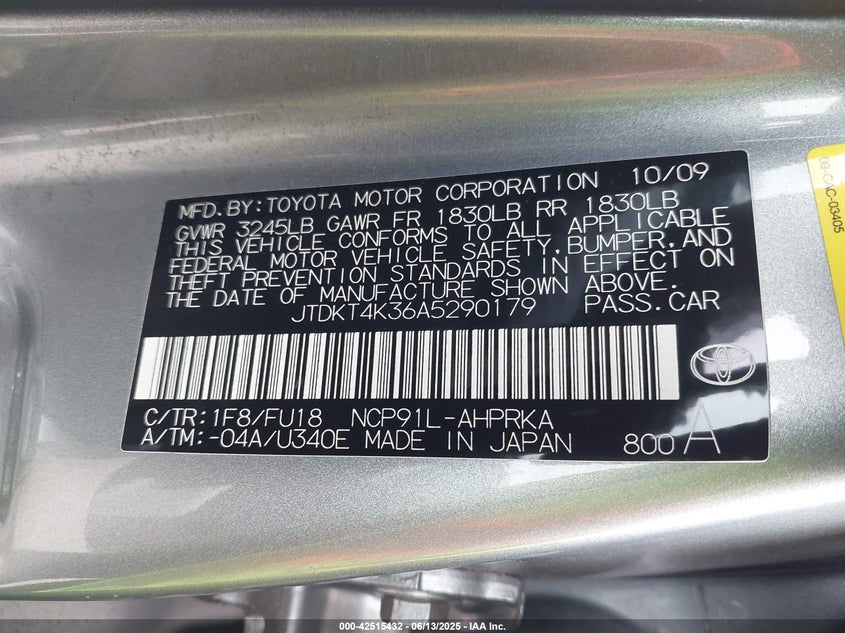 MFD.BY:TOYOTA MOTOR CORPORATION 10/09
GVWR 3245LB GAWR FR 1830LB RR 1830LB
THIS VEHICLE CONFORMS TO ALL APPLICABLE
FEDERAL MOTOR VEHICLE SAFETY,BUMPER,AND
THEFT PREVENTION STANDARDS IN EFFECT ON
THE DATE OF MANUFACTURE SHOWN ABOVE.
JTDKT4K36A5290179 PASS.CAR
C/TR:1F8/FU18 NCP91L-AHPRKA
A/TM:-04A/U340E MADE IN JAPAN 800 A
09-CAC-03405
000-42515432 - 06/13/2025 - IAA Inc.